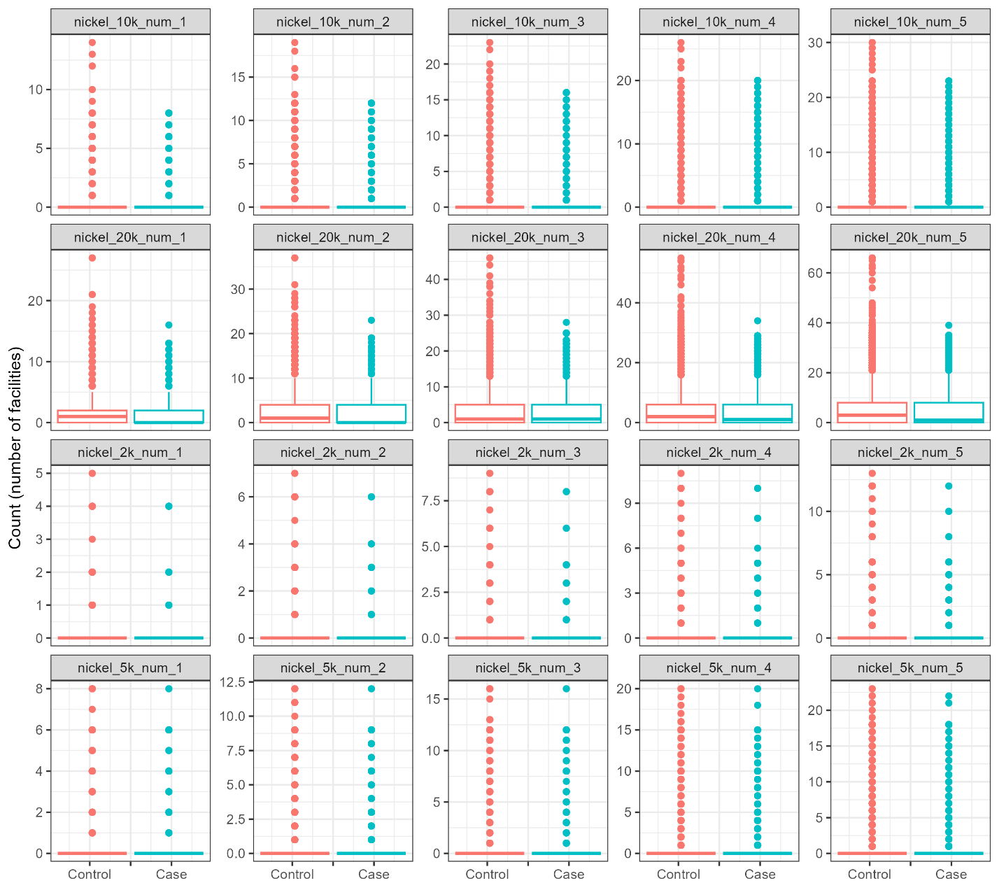 nickel_10k_num_1 nickel_10k_num_2 nickel_10k_num_3 nickel_10k_num_4 nickel_10k_num_5
10 5 0
15 10 5 0
20 15 10 5 0
20 10 0
30 20 10 0
nickel_20k_num_1 nickel_20k_num_2 nickel_20k_num_3 nickel_20k_num_4 nickel_20k_num_5
20 10 0
30 20 10 0
40 30 20 10 0
40 20 0
60 40 20 0
Count (number of facilities)
nickel_2k_num_1 nickel_2k_num_2 nickel_2k_num_3 nickel_2k_num_4 nickel_2k_num_5
5 4 3 2 1 0
6 4 2 0
7.5 5.0 2.5 0.0
9 6 3 0
10 5 0
nickel_5k_num_1 nickel_5k_num_2 nickel_5k_num_3 nickel_5k_num_4 nickel_5k_num_5
8 6 4 2 0
12.5 10.0 7.5 5.0 2.5 0.0
15 10 5 0
20 15 10 5 0
20 15 10 5 0
Control Case Control Case Control Case Control Case Control Case